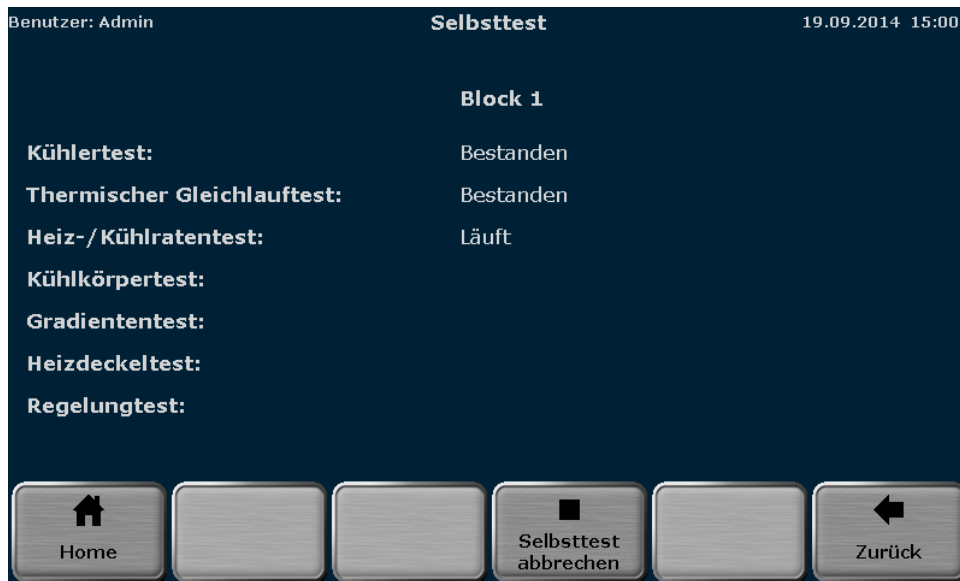 Benutzer: Admin Selbsttest 19.09.2014 15:00
Block 1
Kühlertest: Bestanden
Thermischer Gleichlauftest: Bestanden
Heiz-/Kühlratentest: Läuft
Kühlkörpertest:
Gradiententest:
Heizdeckeltest:
Regelungtest:
Home
Selbsttest
abbrechen
Zurück